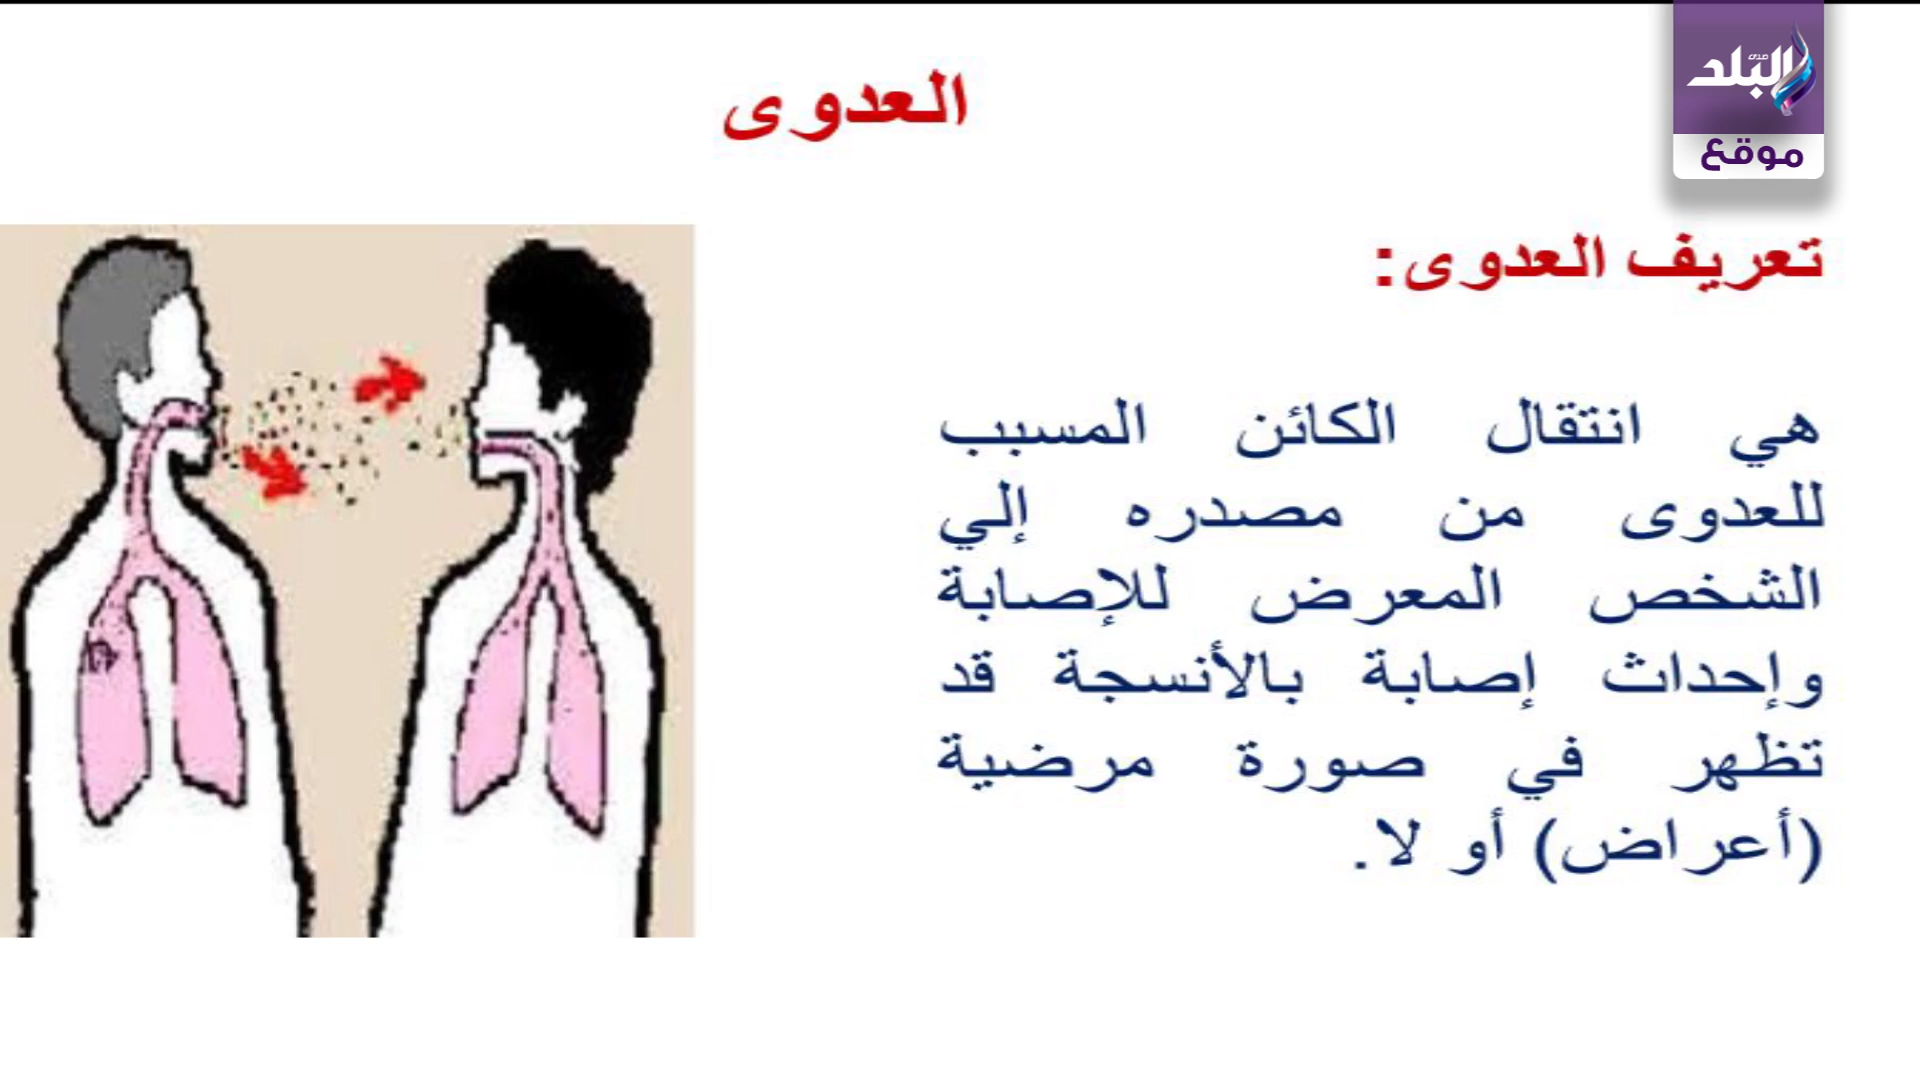 صدى
البلد
موقع
العدوى
تعريف العدوى:
هي انتقال الكائن المسبب
للعدوى من مصدره إلي
الشخص المعرض للإصابة
وإحداث إصابة بالأنسجة قد
تظهر في صورة مرضية
(أعراض) أو لا.